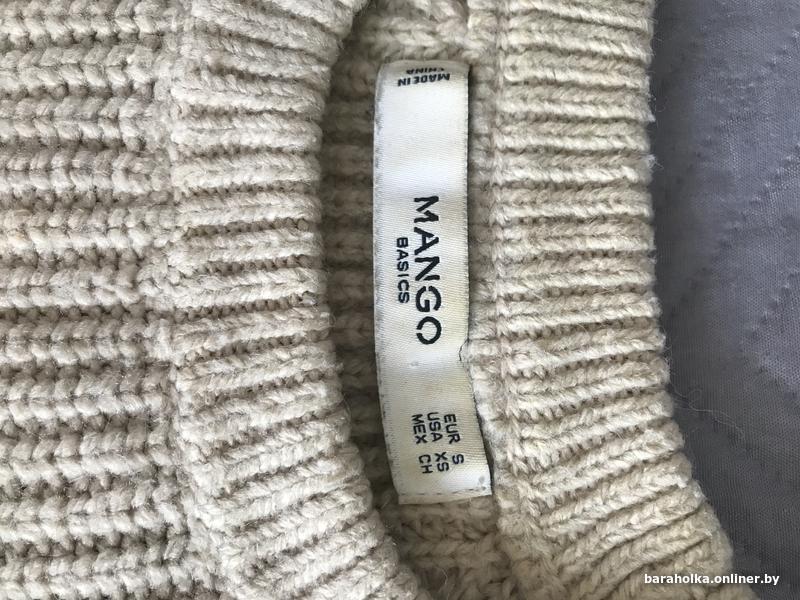 MADE IN
CHINA
MANGO
BASICS
EUR S
USA XS
MEX CH
baraholka.onliner.by